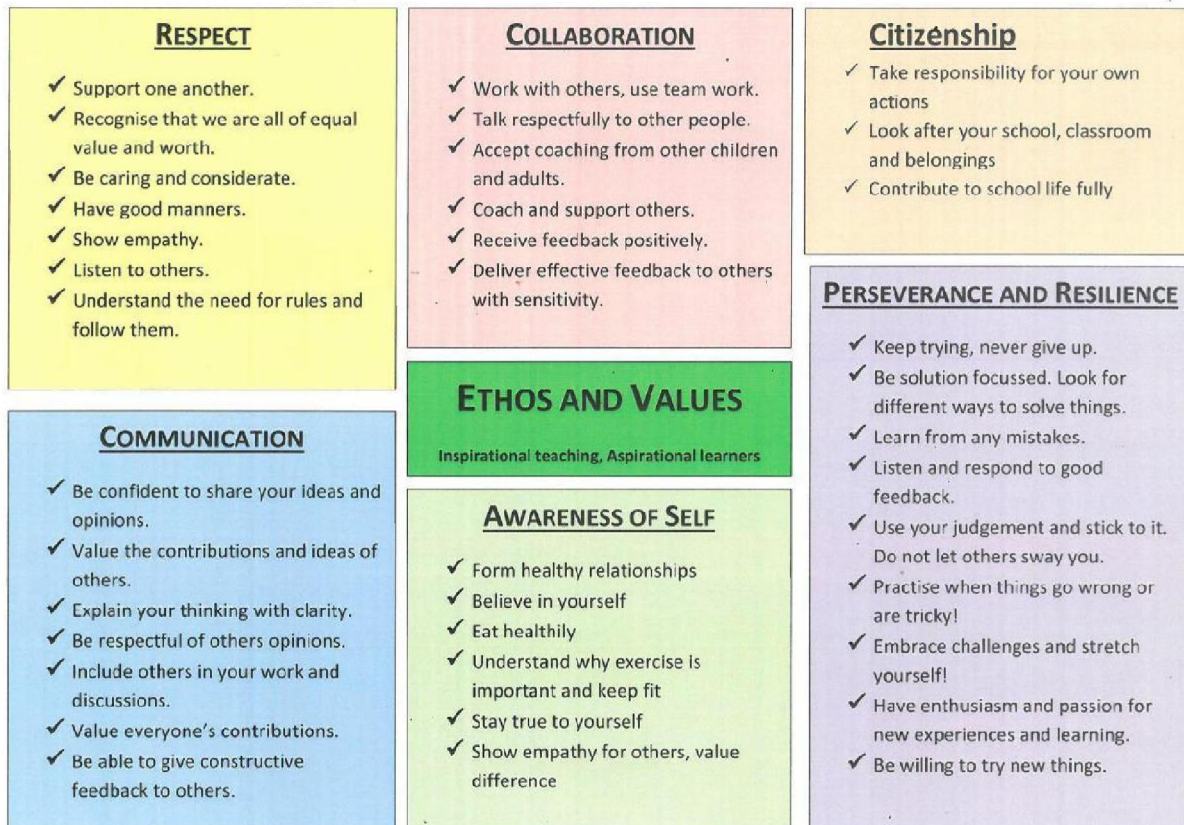 RESPECT
✓ Support one another.
✓ Recognise that we are all of equal
value and worth.
✓ Be caring and considerate.
✓ Have good manners.
✓ Show empathy.
✓ Listen to others.
✓ Understand the need for rules and
follow them.
COLLABORATION
✓ Work with others, use team work.
✓ Talk respectfully to other people.
✓ Accept coaching from other children
and adults.
✓ Coach and support others.
✓ Receive feedback positively.
✓ Deliver effective feedback to others
with sensitivity.
Citizenship
✓ Take responsibility for your own
actions
✓ Look after your school, classroom
and belongings
✓ Contribute to school life fully
ETHOS AND VALUES
Inspirational teaching, Aspirational learners
COMMUNICATION
✓ Be confident to share your ideas and
opinions.
✓ Value the contributions and ideas of
others.
✓ Explain your thinking with clarity.
✓ Be respectful of others opinions.
✓ Include others in your work and
discussions.
✓ Value everyone's contributions.
✓ Be able to give constructive
feedback to others.
AWARENESS OF SELF
✓ Form healthy relationships
✓ Believe in yourself
✓ Eat healthily
✓ Understand why exercise is
important and keep fit
✓ Stay true to yourself
✓ Show empathy for others, value
difference
PERSEVERANCE AND RESILIENCE
✓ Keep trying, never give up.
✓ Be solution focussed. Look for
different ways to solve things.
✓ Learn from any mistakes.
✓ Listen and respond to good
feedback.
✓ Use your judgement and stick to it.
Do not let others sway you.
✓ Practise when things go wrong or
are tricky!
✓ Embrace challenges and stretch
yourself!
✓ Have enthusiasm and passion for
new experiences and learning.
✓ Be willing to try new things.